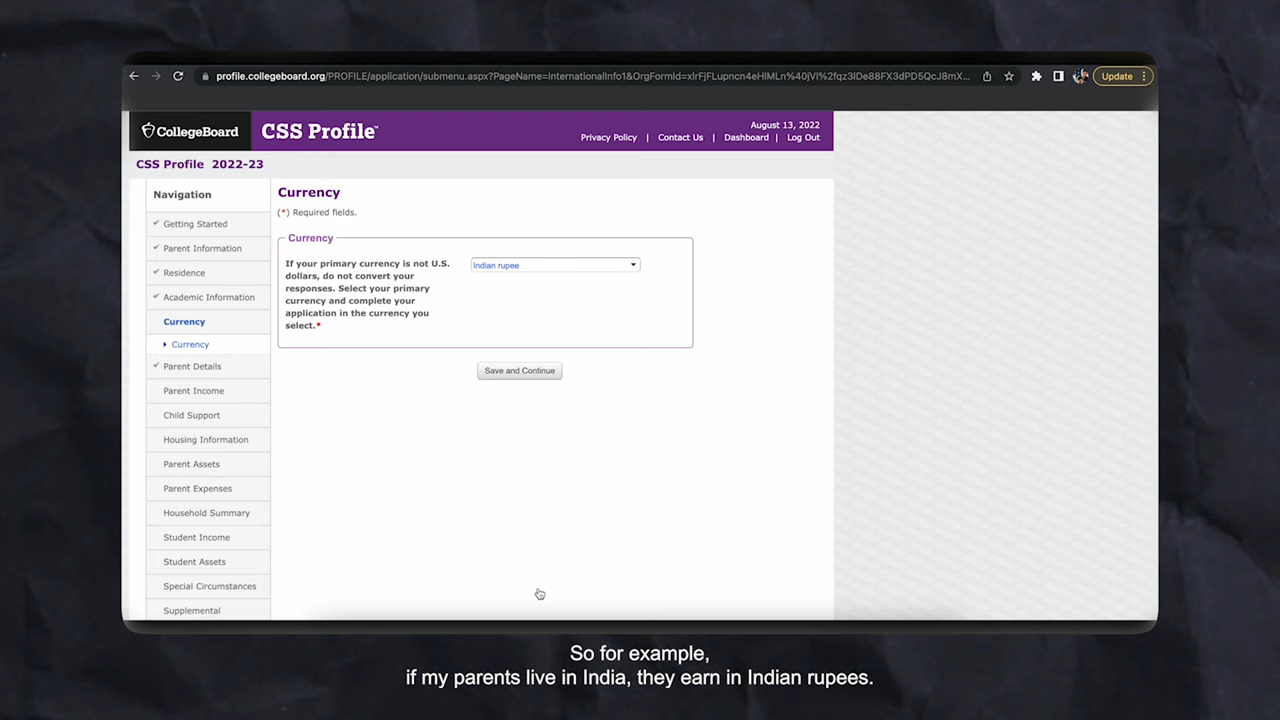 profile.collegeboard.org/PROFILE/application/submenu.aspx?PageName=InternationalInfo1&OrgFormId=xIrFjFLupncn4eHIMLn%40jVl%2fqz3lDe88FX3dPD5QcJ8mX...
Update
CollegeBoard
CSS Profile™
August 13, 2022
Privacy Policy | Contact Us | Dashboard | Log Out
CSS Profile 2022-23
Navigation
Getting Started
Parent Information
Residence
Academic Information
Currency
Currency
Parent Details
Parent Income
Child Support
Housing Information
Parent Assets
Parent Expenses
Household Summary
Student Income
Student Assets
Special Circumstances
Supplemental
Currency
(*) Required fields.
Currency
If your primary currency is not U.S.
dollars, do not convert your
responses. Select your primary
currency and complete your
application in the currency you
select.*
Indian rupee
Save and Continue
So for example,
if my parents live in India, they earn in Indian rupees.